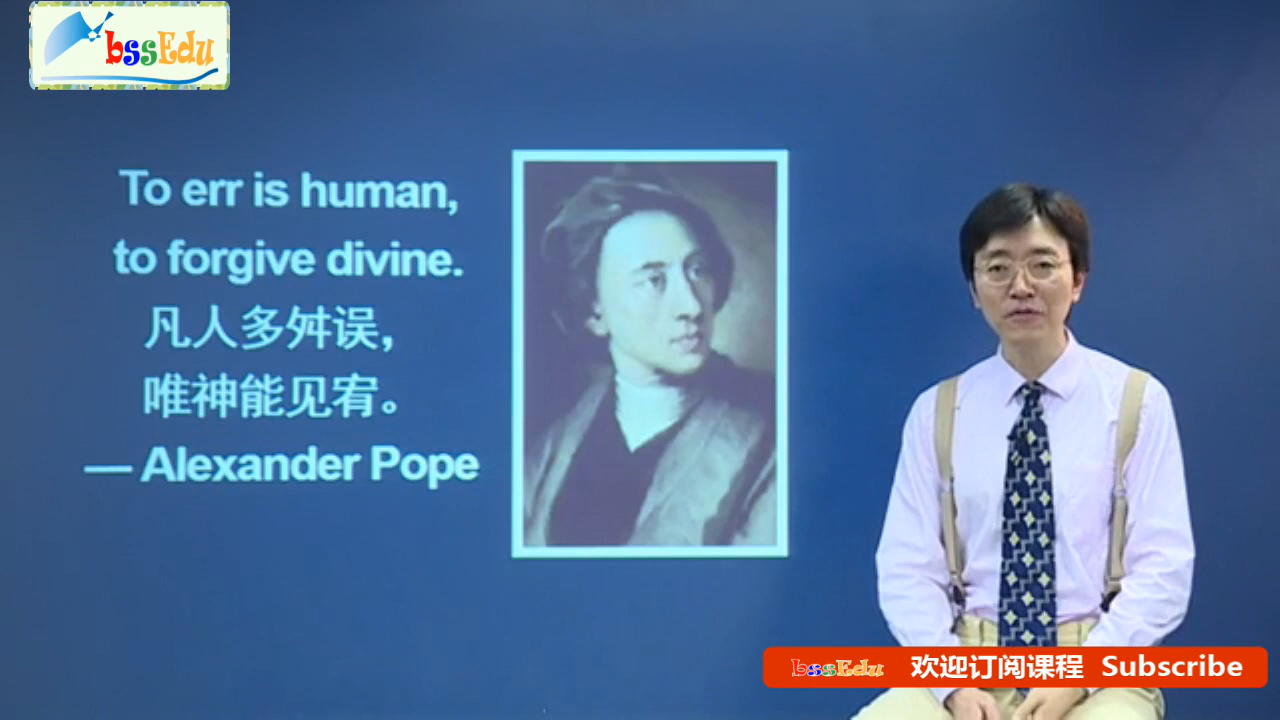 bssEdu
To err is human,
to forgive divine.
凡人多舛误，
唯神能见宥。
— Alexander Pope
bssEdu 欢迎订阅课程 Subscribe